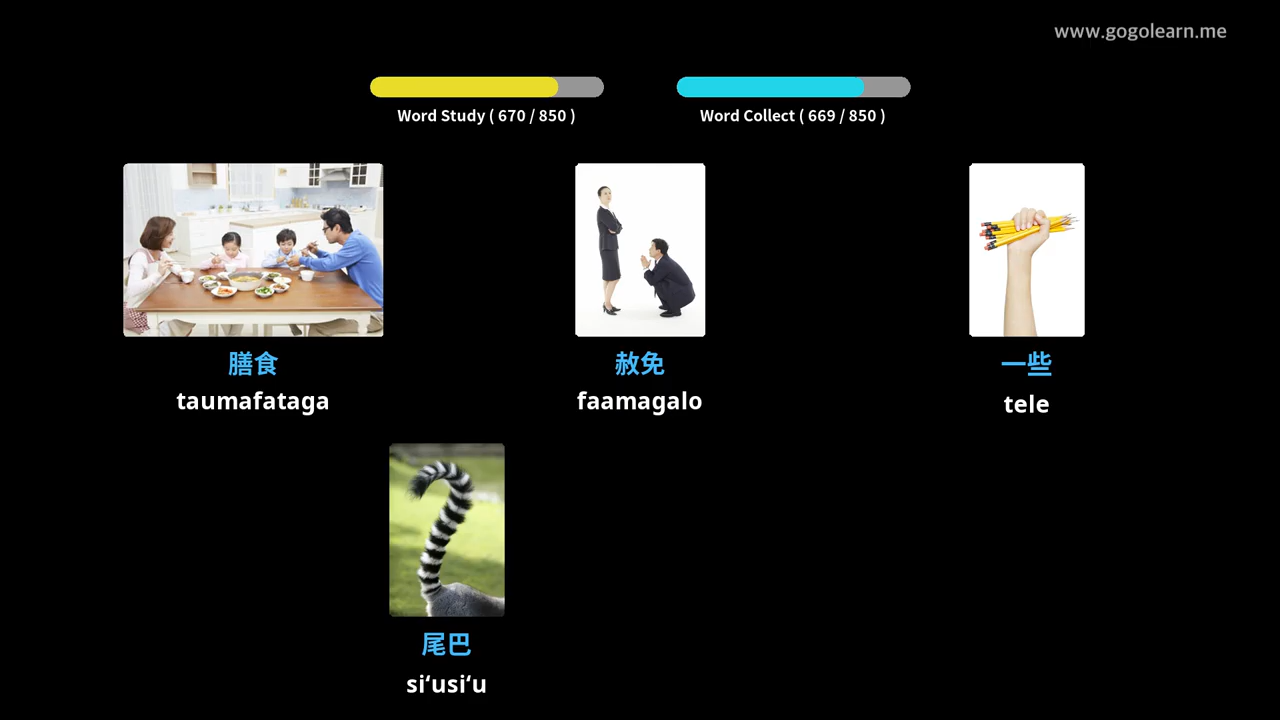 www.gogolearn.me
Word Study ( 670 / 850 )
Word Collect ( 669 / 850 )
膳食
taumafataga
赦免
faamagalo
一些
tele
尾巴
si‘usi‘u